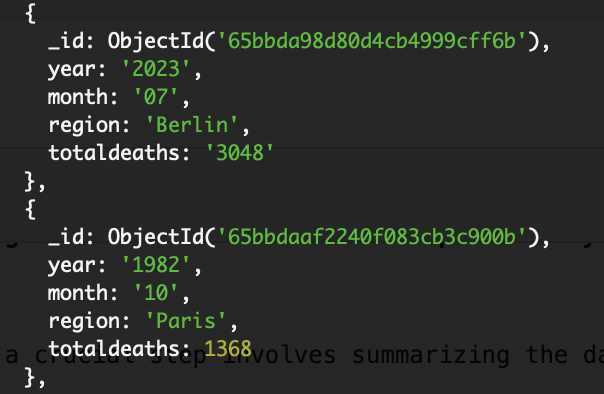 {
_id: ObjectId('65bbda98d80d4cb4999cff6b'),
year: '2023',
month: '07',
region: 'Berlin',
totaldeaths: '3048'
},
{
_id: ObjectId('65bbdaaf2240f083cb3c900b'),
year: '1982',
month: '10',
region: 'Paris',
totaldeaths: 1368
a crucial step involves summarizing the da
},